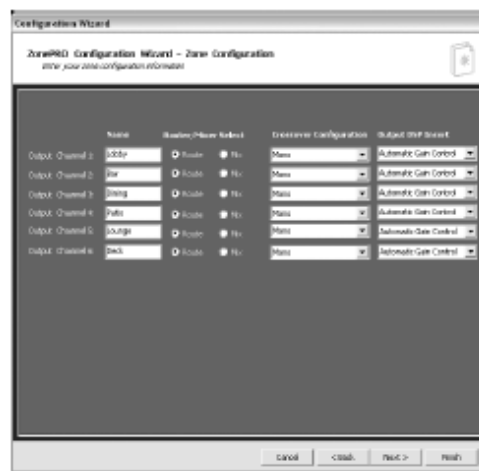 Configuration Wizard
ZonePRO Configuration Wizard - Zone Configuration
Enter your zone configuration information
Name Router/Mixer Select Crossover Configuration Output DSP Insert
Output Channel 1: Lobby Route Mix Mono Automatic Gain Control
Output Channel 2: Bar Route Mix Mono Automatic Gain Control
Output Channel 3: Dining Route Mix Mono Automatic Gain Control
Output Channel 4: Patio Route Mix Mono Automatic Gain Control
Output Channel 5: Lounge Route Mix Mono Automatic Gain Control
Output Channel 6: Deck Route Mix Mono Automatic Gain Control
Cancel < Back Next > Finish